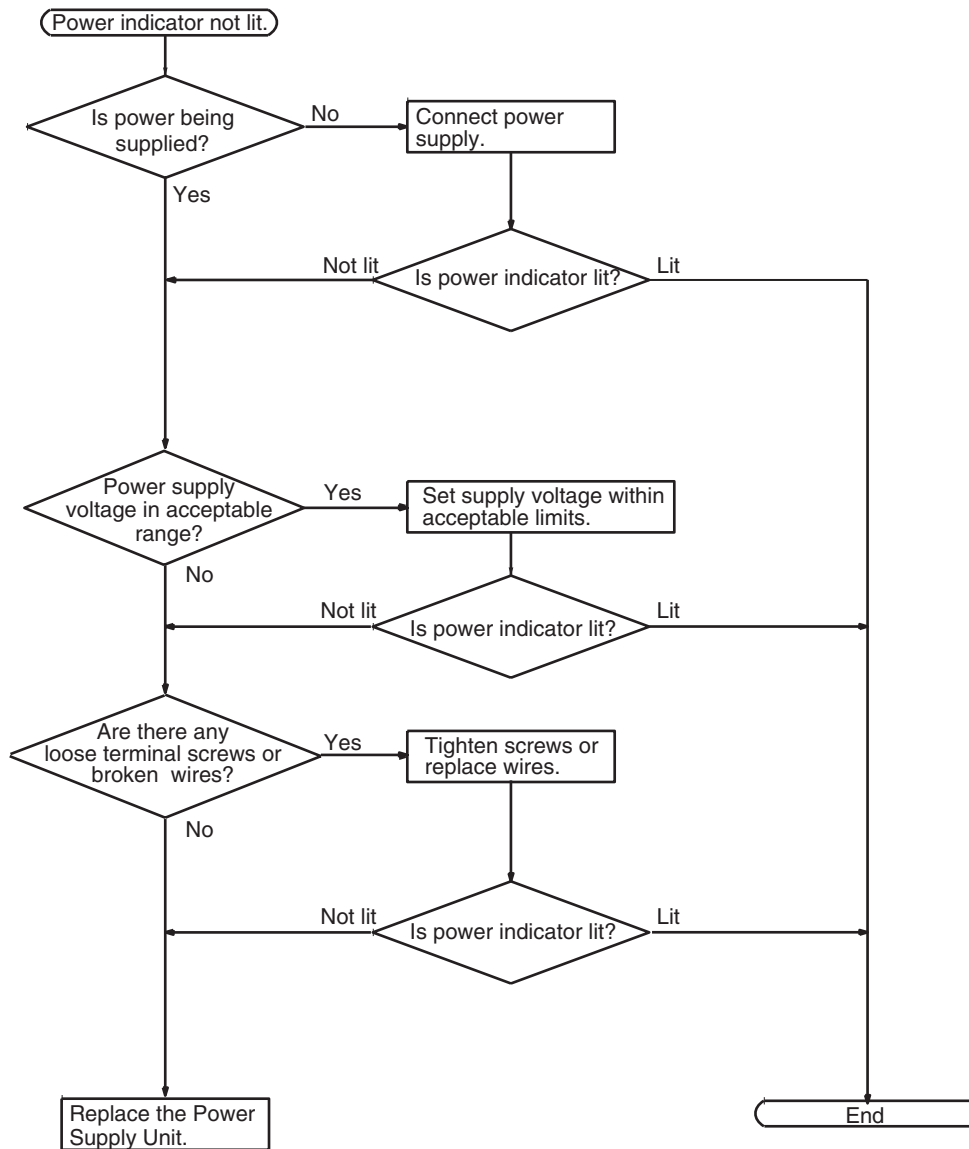 Power indicator not lit.
Is power being
supplied?
No
Connect power
supply.
Yes
Not lit
Is power indicator lit?
Lit
Power supply
voltage in acceptable
range?
Yes
Set supply voltage within
acceptable limits.
No
Not lit
Is power indicator lit?
Lit
Are there any
loose terminal screws or
broken wires?
Yes
Tighten screws or
replace wires.
No
Not lit
Is power indicator lit?
Lit
Replace the Power
Supply Unit.
End